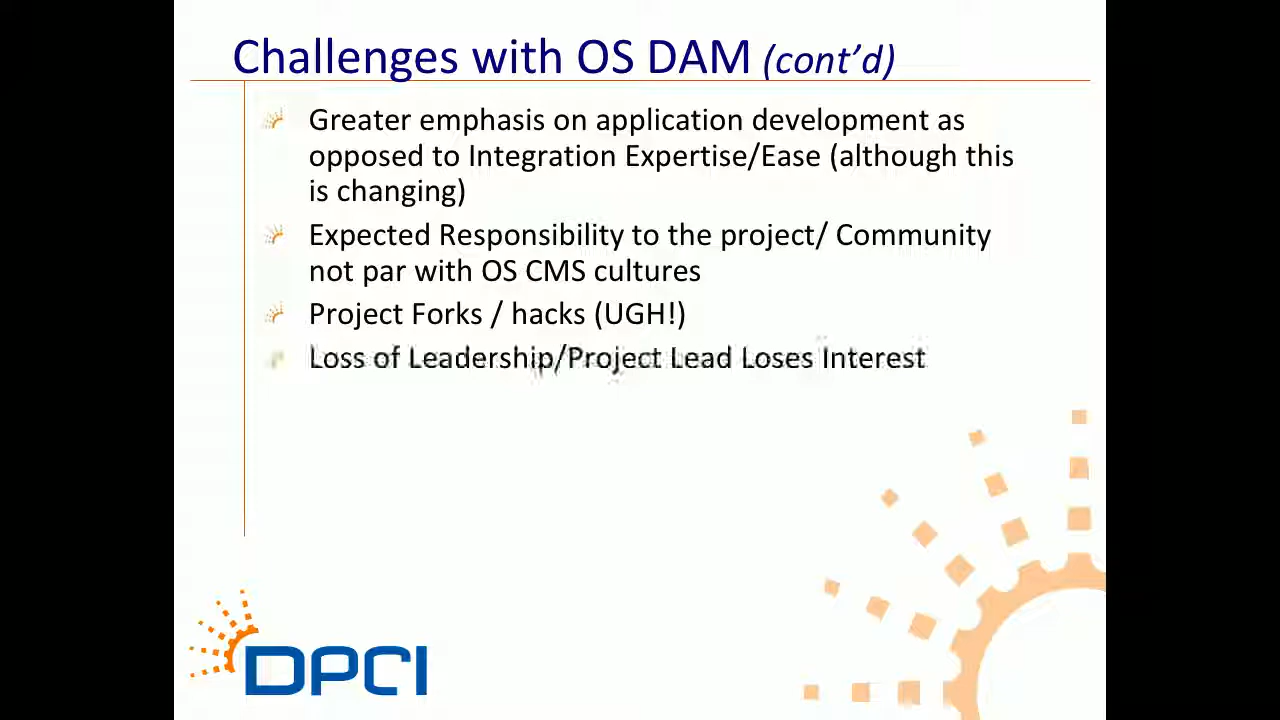 Challenges with OS DAM (cont’d)
Greater emphasis on application development as
opposed to Integration Expertise/Ease (although this
is changing)
Expected Responsibility to the project/ Community
not par with OS CMS cultures
Project Forks / hacks (UGH!)
Loss of Leadership/Project Lead Loses Interest
DPCI